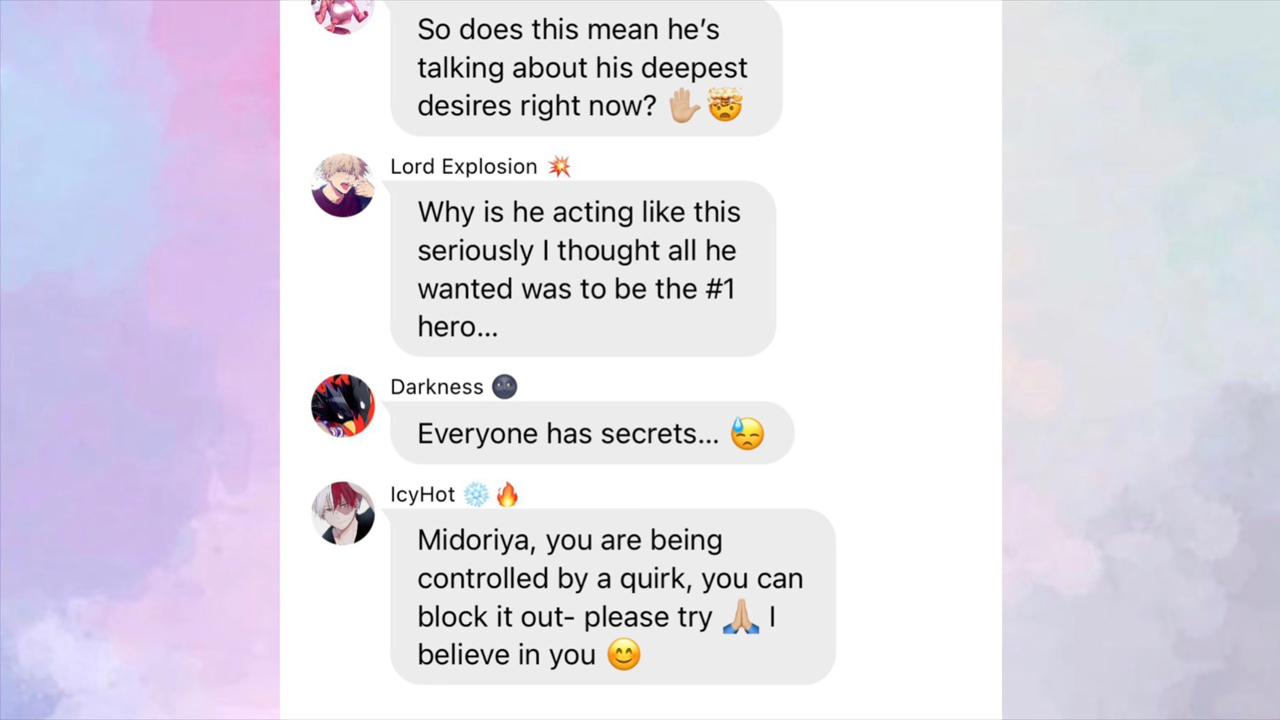 So does this mean he’s
talking about his deepest
desires right now? ✋🏼🤯
Lord Explosion 💥
Why is he acting like this
seriously I thought all he
wanted was to be the #1
hero...
Darkness 🌚
Everyone has secrets... 😓
IcyHot ❄️🔥
Midoriya, you are being
controlled by a quirk, you can
block it out- please try 🙏🏼 I
believe in you 😊